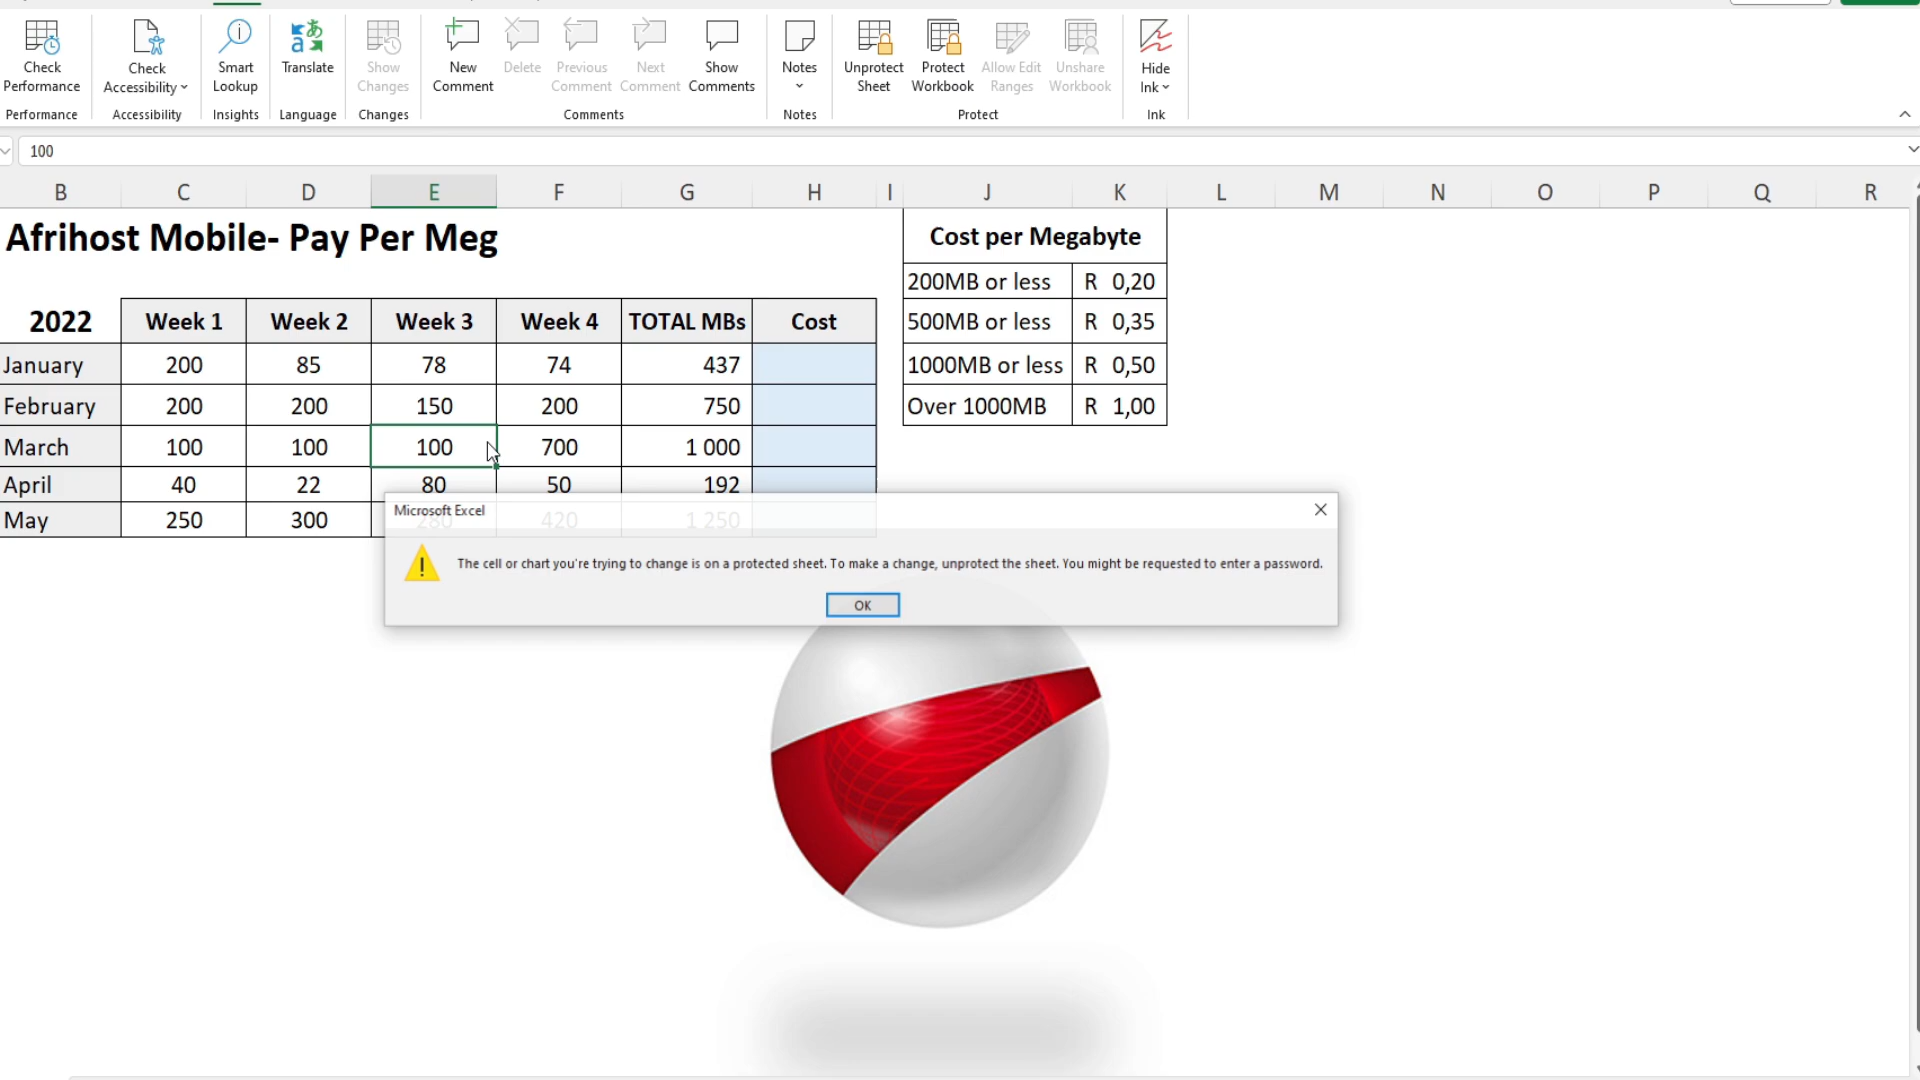 Check Performance
Check Accessibility
Smart Lookup
Translate
Show Changes
New Comment
Delete
Previous Comment
Next Comment
Show Comments
Notes
Unprotect Sheet
Protect Workbook
Allow Edit Ranges
Unshare Workbook
Hide Ink
Performance Accessibility Insights Language Changes Comments Notes Protect Ink
100
B C D E F G H I J K L M N O P Q R
Afrihost Mobile- Pay Per Meg
Cost per Megabyte
200MB or less R 0,20
500MB or less R 0,35
1000MB or less R 0,50
Over 1000MB R 1,00
2022 Week 1 Week 2 Week 3 Week 4 TOTAL MBs Cost
January 200 85 78 74 437
February 200 200 150 200 750
March 100 100 100 700 1 000
April 40 22 80 50 192
May 250 300 280 420 1 250
Microsoft Excel
The cell or chart you're trying to change is on a protected sheet. To make a change, unprotect the sheet. You might be requested to enter a password.
OK